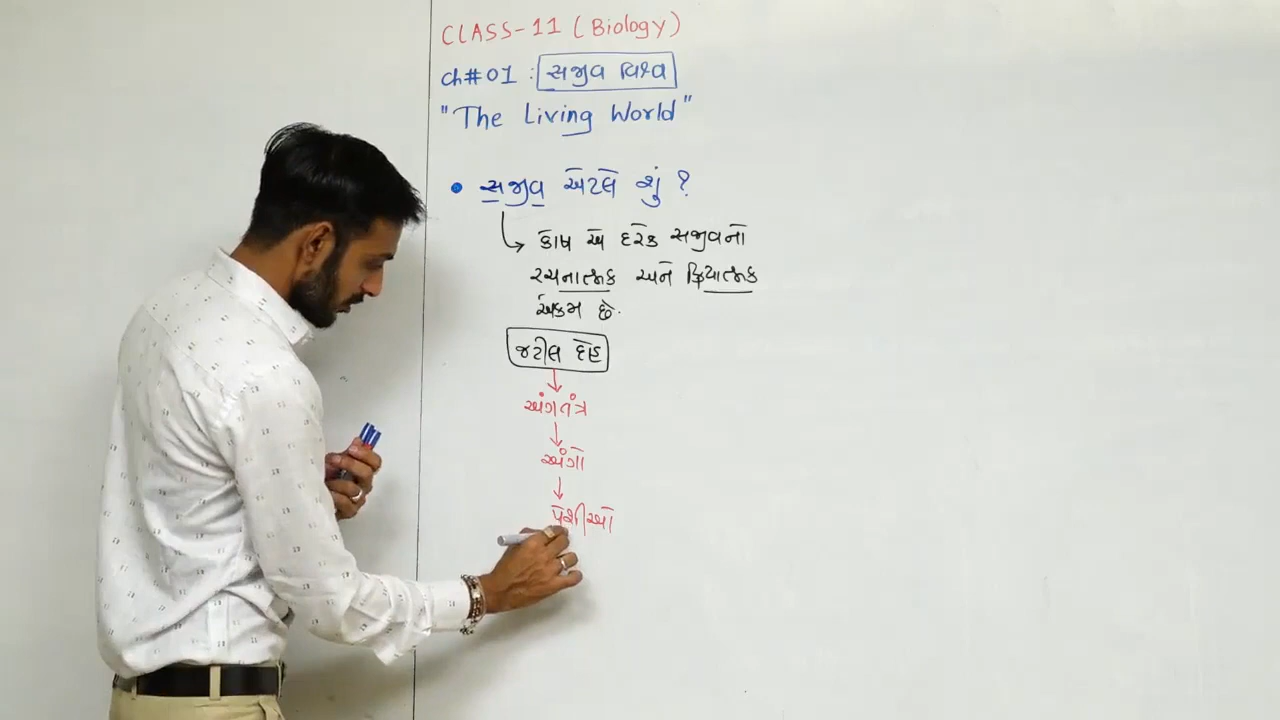 CLASS-11 (Biology)
ch#01 : સજીવ વિશ્વ
"The Living World"
• સજીવ એટલે શું ?
→ કોષ એ દરેક સજીવનો
રચનાત્મક અને ક્રિયાત્મક
એકમ છે.
જટીલ દેહ
↓
અંગતંત્ર
↓
અંગો
↓
પેશીઓ